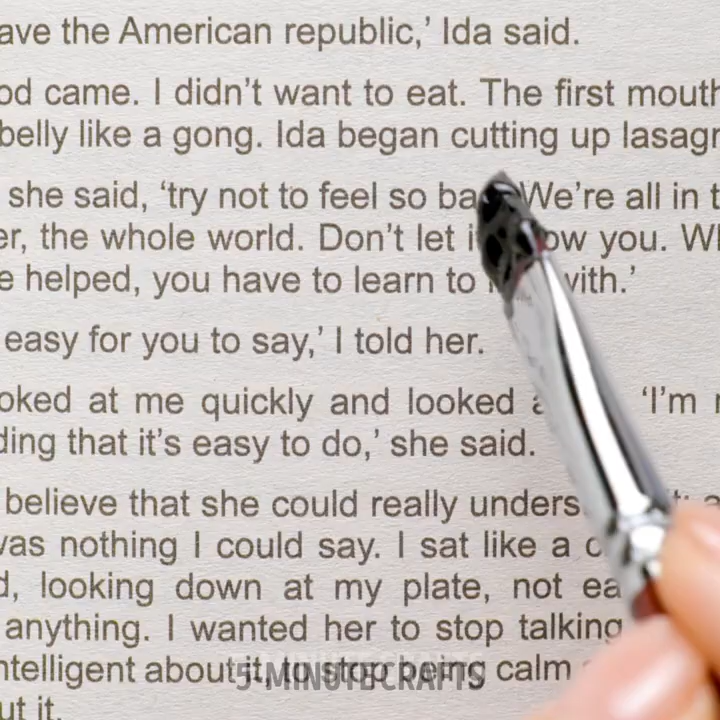 ave the American republic,’ Ida said.
od came. I didn’t want to eat. The first mouth
belly like a gong. Ida began cutting up lasagn
she said, ‘try not to feel so ba We’re all in t
er, the whole world. Don’t let i ow you. Wh
e helped, you have to learn to with.’
easy for you to say,’ I told her.
oked at me quickly and looked a ‘I’m
ding that it’s easy to do,’ she said.
believe that she could really unders
was nothing I could say. I sat like a
d, looking down at my plate, not ea
anything. I wanted her to stop talking
ntelligent about it, to stop being calm
ut it.
5-MINUTE CRAFTS